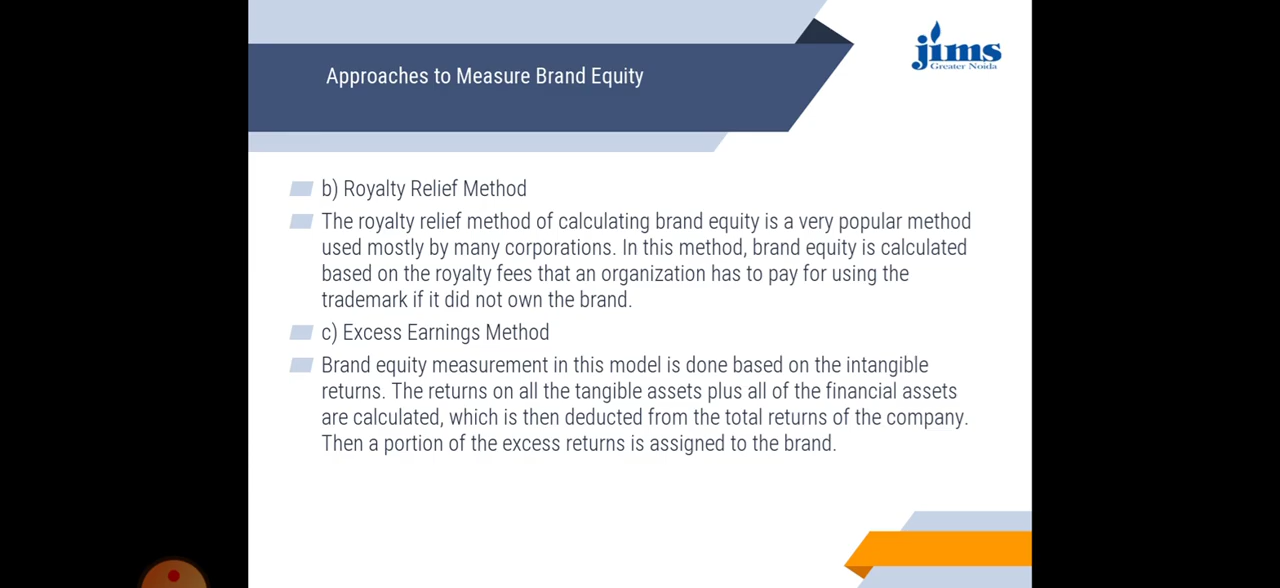 Approaches to Measure Brand Equity
jims
Greater Noida
b) Royalty Relief Method
The royalty relief method of calculating brand equity is a very popular method
used mostly by many corporations. In this method, brand equity is calculated
based on the royalty fees that an organization has to pay for using the
trademark if it did not own the brand.
c) Excess Earnings Method
Brand equity measurement in this model is done based on the intangible
returns. The returns on all the tangible assets plus all of the financial assets
are calculated, which is then deducted from the total returns of the company.
Then a portion of the excess returns is assigned to the brand.